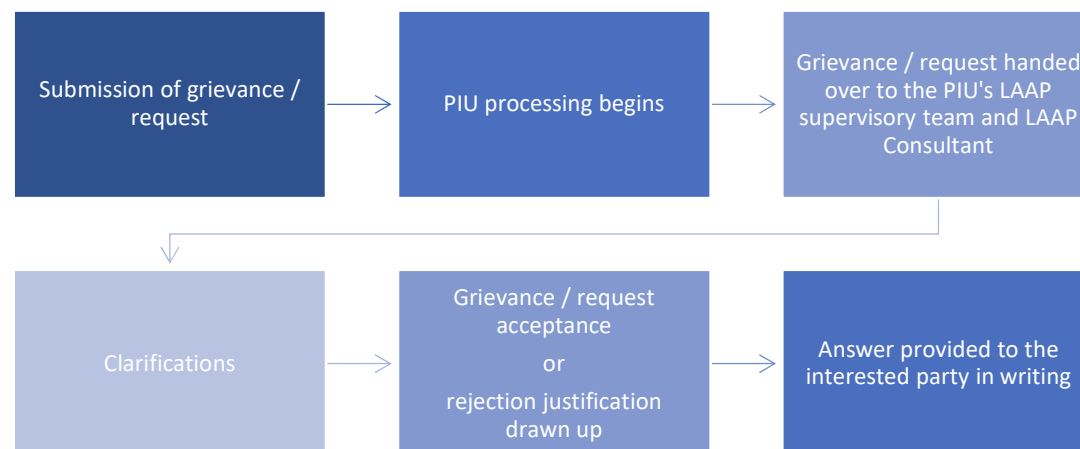 Submission of grievance /
request
PIU processing begins
Grievance / request handed
over to the PIU's LAAP
supervisory team and LAAP
Consultant
Clarifications
Grievance / request
acceptance
or
rejection justification
drawn up
Answer provided to the
interested party in writing